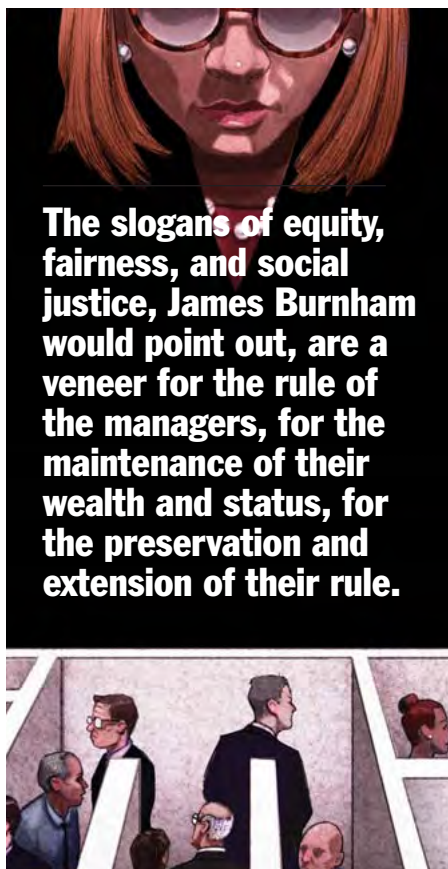 The slogans of equity,
fairness, and social
justice, James Burnham
would point out, are a
veneer for the rule of
the managers, for the
maintenance of their
wealth and status, for
the preservation and
extension of their rule.